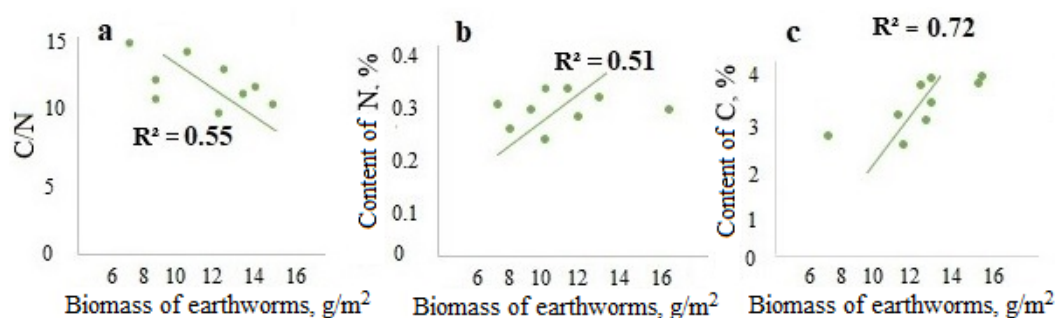 a
15
10
5
0
C/N
R² = 0.55
6 8 10 12 14 16
Biomass of earthworms, g/m²
b
0.4
0.3
0.2
0.1
0
Content of N. %
R² = 0.51
6 8 10 12 14 16
Biomass of earthworms, g/m²
c
R² = 0.72
4
3
2
1
0
Content of C, %
6 8 10 12 14 16
Biomass of earthworms, g/m²